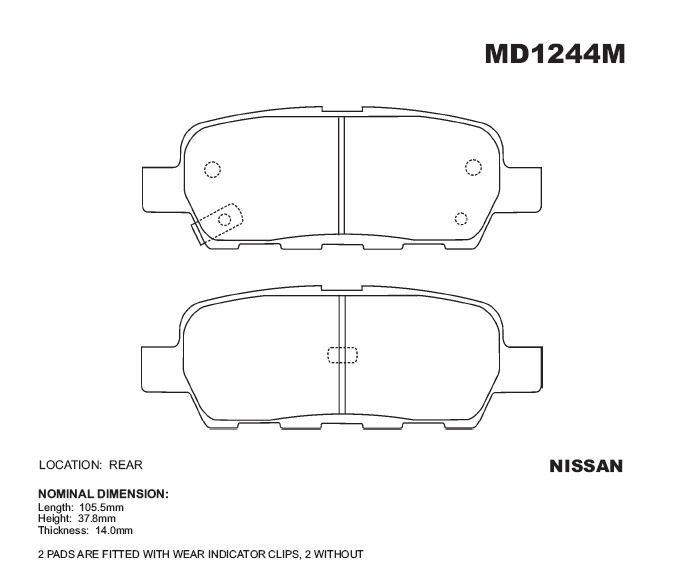 MD1244M
LOCATION: REAR
NISSAN
NOMINAL DIMENSION:
Length: 105.5mm
Height: 37.8mm
Thickness: 14.0mm
2 PADS ARE FITTED WITH WEAR INDICATOR CLIPS, 2 WITHOUT